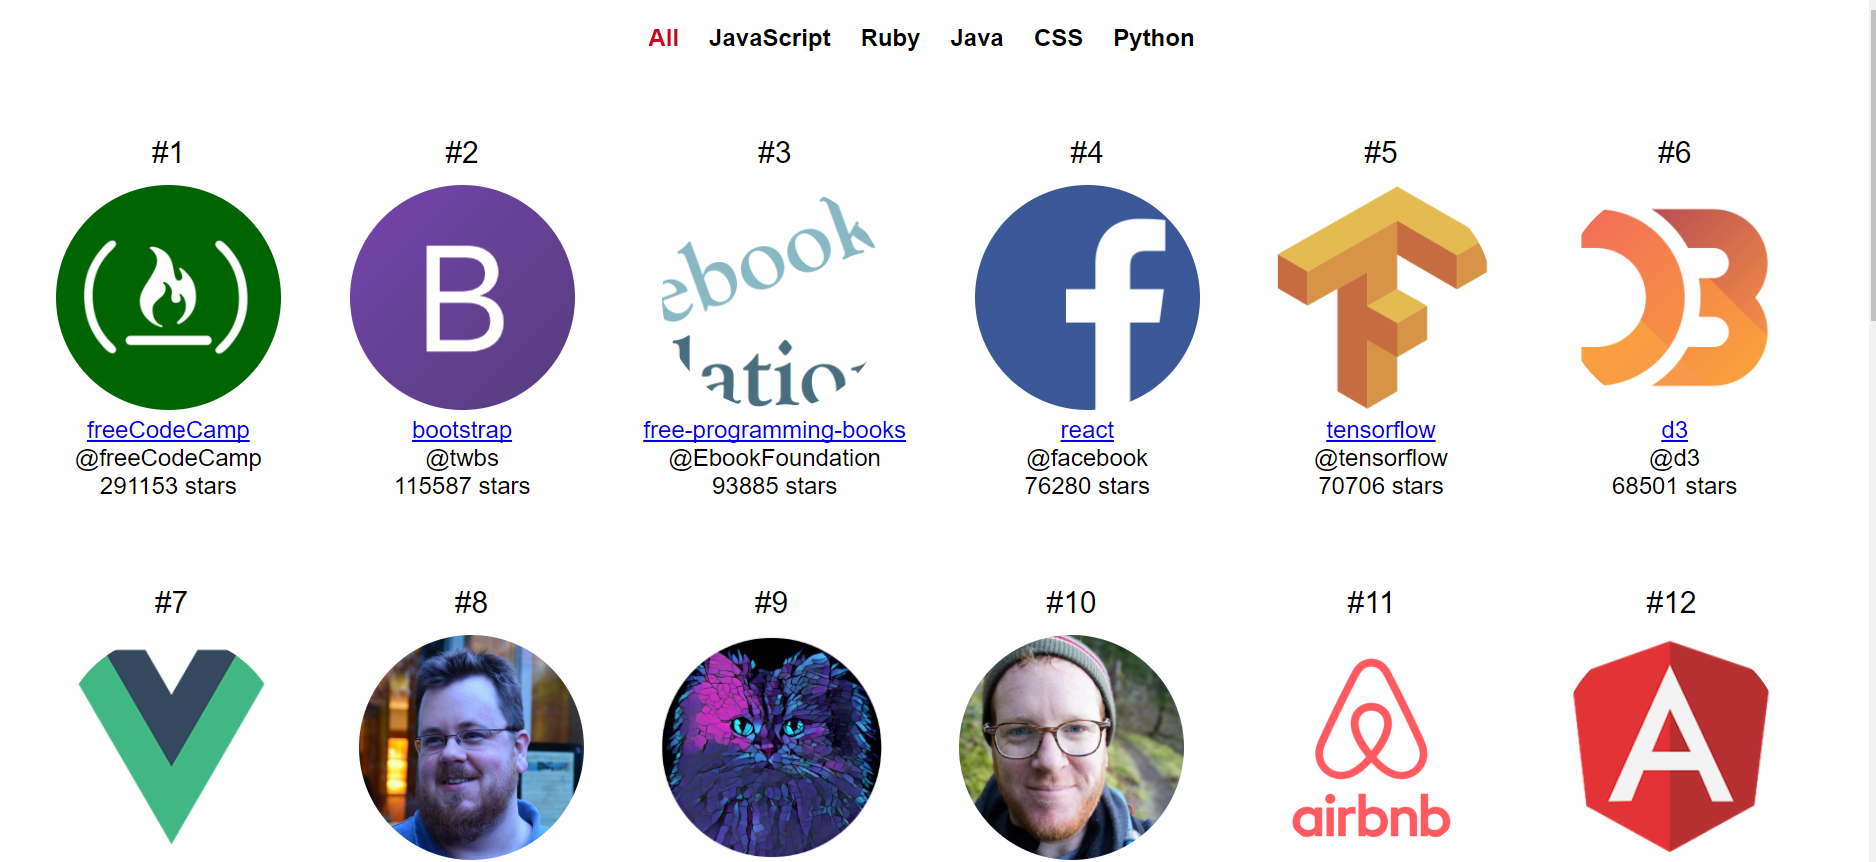 All JavaScript Ruby Java CSS Python
#1 #2 #3 #4 #5 #6
ebook
lation
freeCodeCamp bootstrap free-programming-books react tensorflow d3
@freeCodeCamp @twbs @EbookFoundation @facebook @tensorflow @d3
291153 stars 115587 stars 93885 stars 76280 stars 70706 stars 68501 stars
#7 #8 #9 #10 #11 #12
airbnb